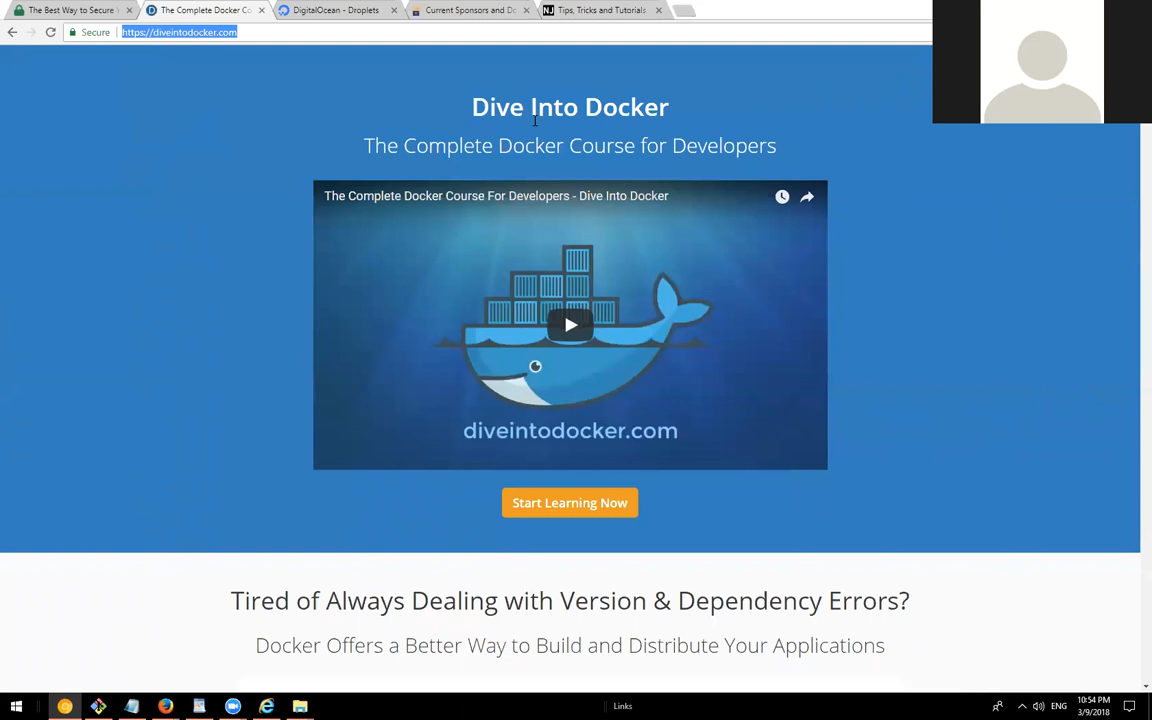 The Best Way to Secure
The Complete Docker Co
DigitalOcean - Droplets
Current Sponsors and Do
NJ
Tips, Tricks and Tutorials
Secure
https://diveintodocker.com
Dive Into Docker
The Complete Docker Course for Developers
The Complete Docker Course For Developers - Dive Into Docker
diveintodocker.com
Start Learning Now
Tired of Always Dealing with Version & Dependency Errors?
Docker Offers a Better Way to Build and Distribute Your Applications
Links
ENG
10:54 PM
3/9/2018